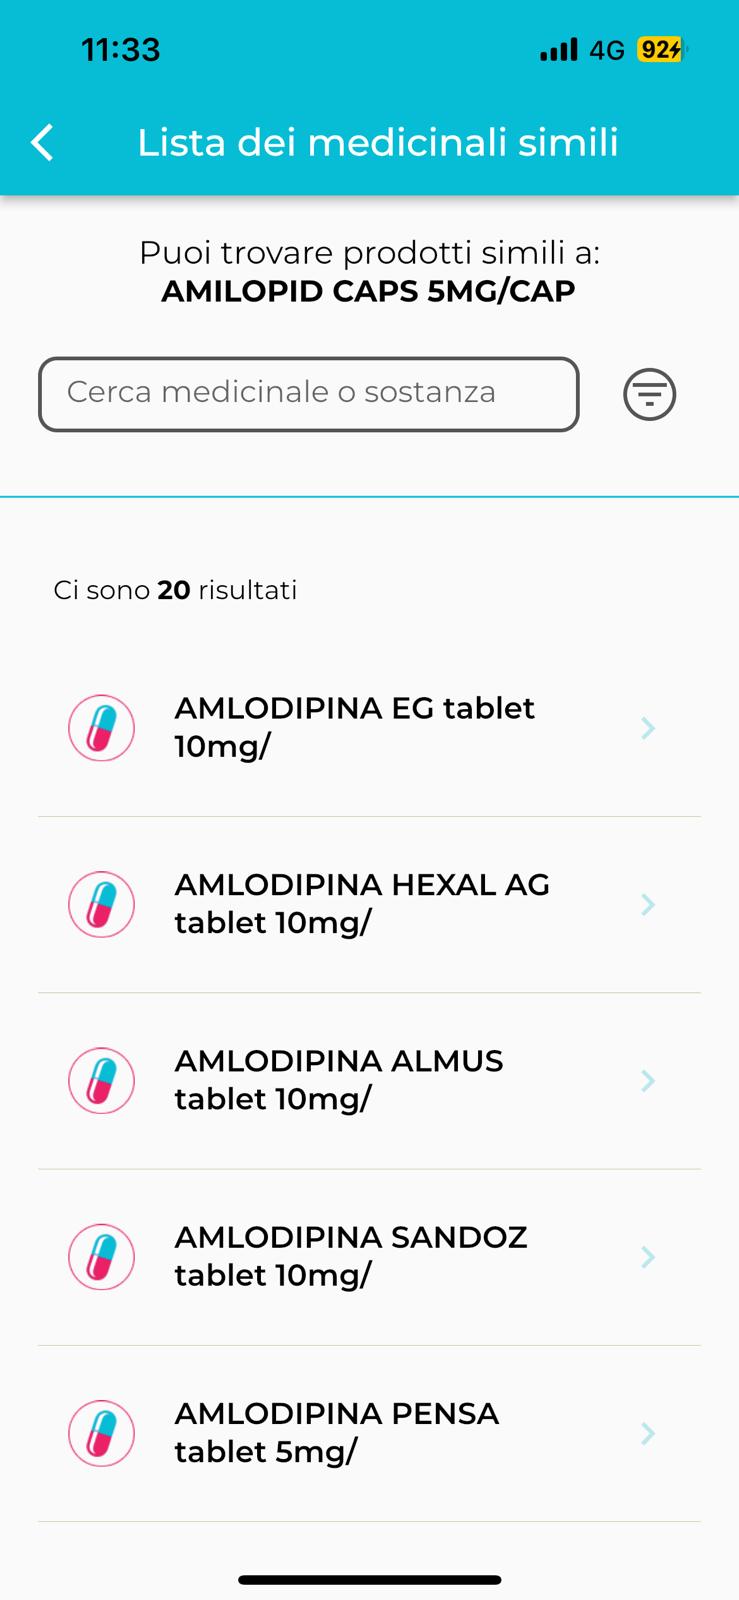 11:33
4G 92
Lista dei medicinali simili
Puoi trovare prodotti simili a:
AMILOPID CAPS 5MG/CAP
Cerca medicinale o sostanza
Ci sono 20 risultati
AMLODIPINA EG tablet
10mg/
AMLODIPINA HEXAL AG
tablet 10mg/
AMLODIPINA ALMUS
tablet 10mg/
AMLODIPINA SANDOZ
tablet 10mg/
AMLODIPINA PENSA
tablet 5mg/